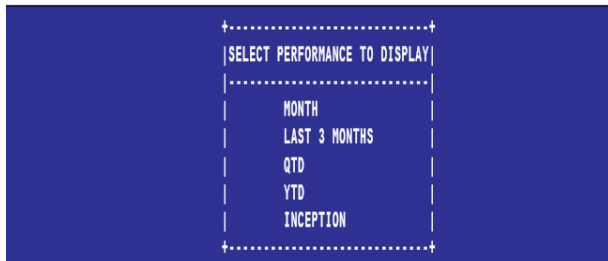 SELECT PERFORMANCE TO DISPLAY
MONTH
LAST 3 MONTHS
QTD
YTD
INCEPTION